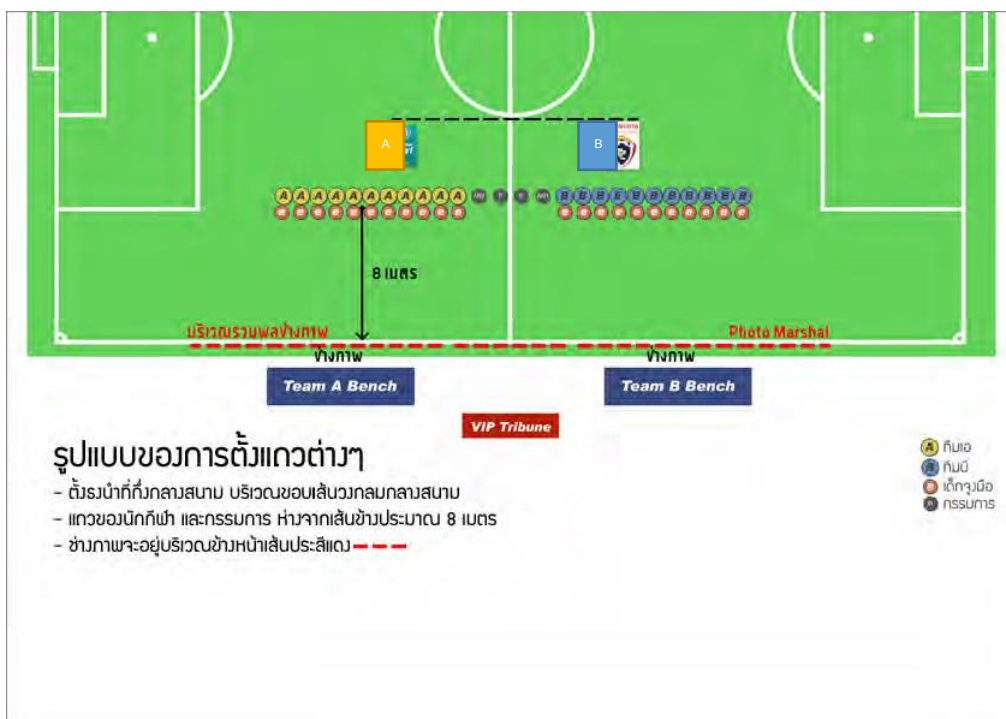 A
B
A A A A A A A A A A A
B B B B B B B B B B B
8 เมตร
บริเวณรวมพลช่างภาพ
Photo Marshal
ช่างภาพ
ช่างภาพ
Team A Bench
Team B Bench
VIP Tribune
รูปแบบของการตั้งแถวต่างๆ
- ตั้งธงนำที่กึ่งกลางสนาม บริเวณขอบเส้นวงกลมกลางสนาม
- แถวของนักกีฬา และกรรมการ ห่างจากเส้นข้างประมาณ 8 เมตร
- ช่างภาพจะอยู่บริเวณข้างหน้าเส้นประสีแดง
A ทีมเอ
B ทีมบี
เด็กจูงมือ
กรรมการ